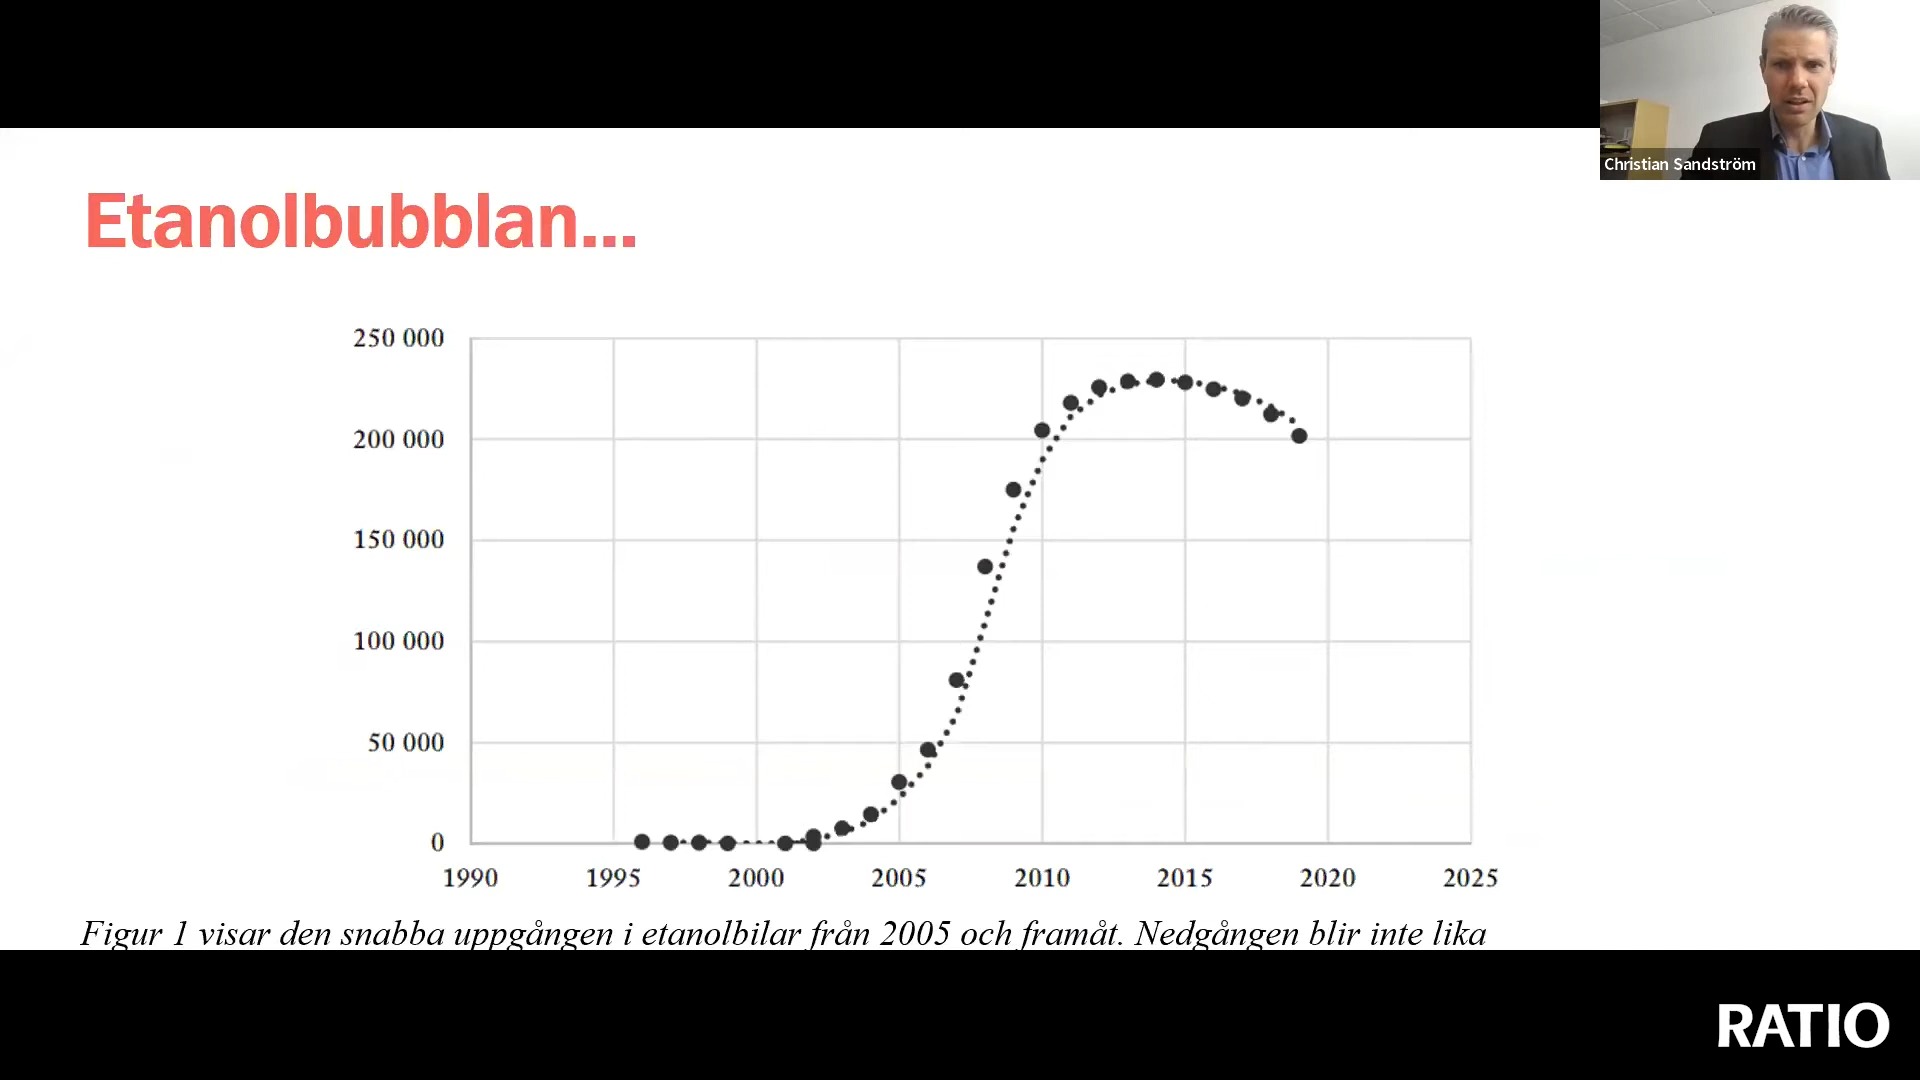 Christian Sandström
Etanolbubblan...
250 000
200 000
150 000
100 000
50 000
0
1990 1995 2000 2005 2010 2015 2020 2025
Figur 1 visar den snabba uppgången i etanolbilar från 2005 och framåt. Nedgången blir inte lika
RATIO